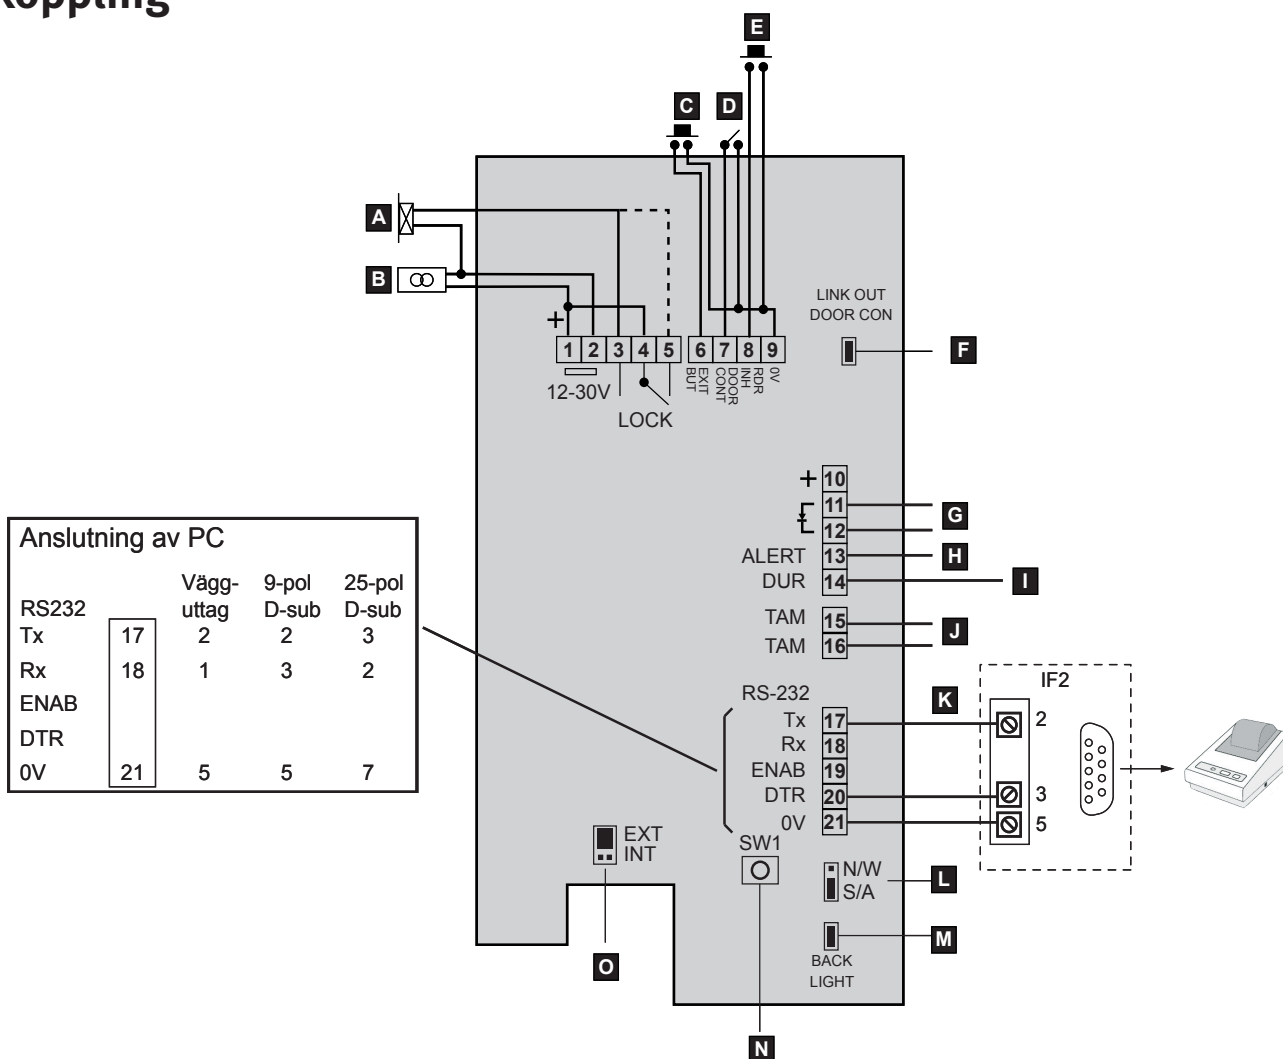 Koppling
E
C D
A
B
LINK OUT
DOOR CON
F
+
1 2 3 4 5 6 7 8 9
EXIT BUT
DOOR CONT
RDR INH
0V
12-30V
LOCK
+ 10
11
G
12
ALERT 13 H
DUR 14 I
TAM 15
J
TAM 16
Anslutning av PC
Vägg- 9-pol 25-pol
RS232 uttag D-sub D-sub
Tx 17 2 2 3
Rx 18 1 3 2
ENAB
DTR
0V 21 5 5 7
RS-232
K
IF2
Tx 17 2
Rx 18
ENAB 19
DTR 20 3
0V 21 5
EXT
INT
SW1
N/W
S/A
L
M
BACK
LIGHT
O
N